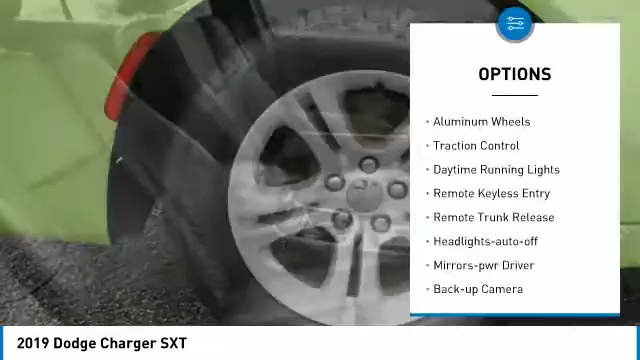 OPTIONS
• Aluminum Wheels
• Traction Control
• Daytime Running Lights
• Remote Keyless Entry
• Remote Trunk Release
• Headlights-auto-off
• Mirrors-pwr Driver
• Back-up Camera
2019 Dodge Charger SXT